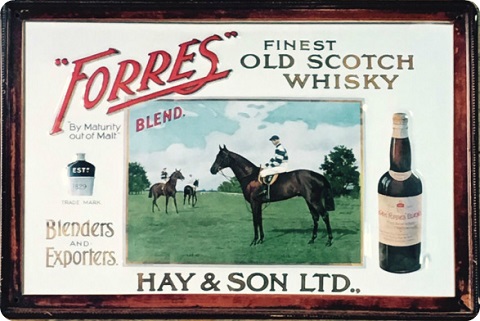 "FORRES"
FINEST
OLD SCOTCH
WHISKY
BLEND.
"By Maturity
out of Malt"
ESTD
TRADE MARK
Blenders
AND
Exporters.
HAY & SON LTD.,